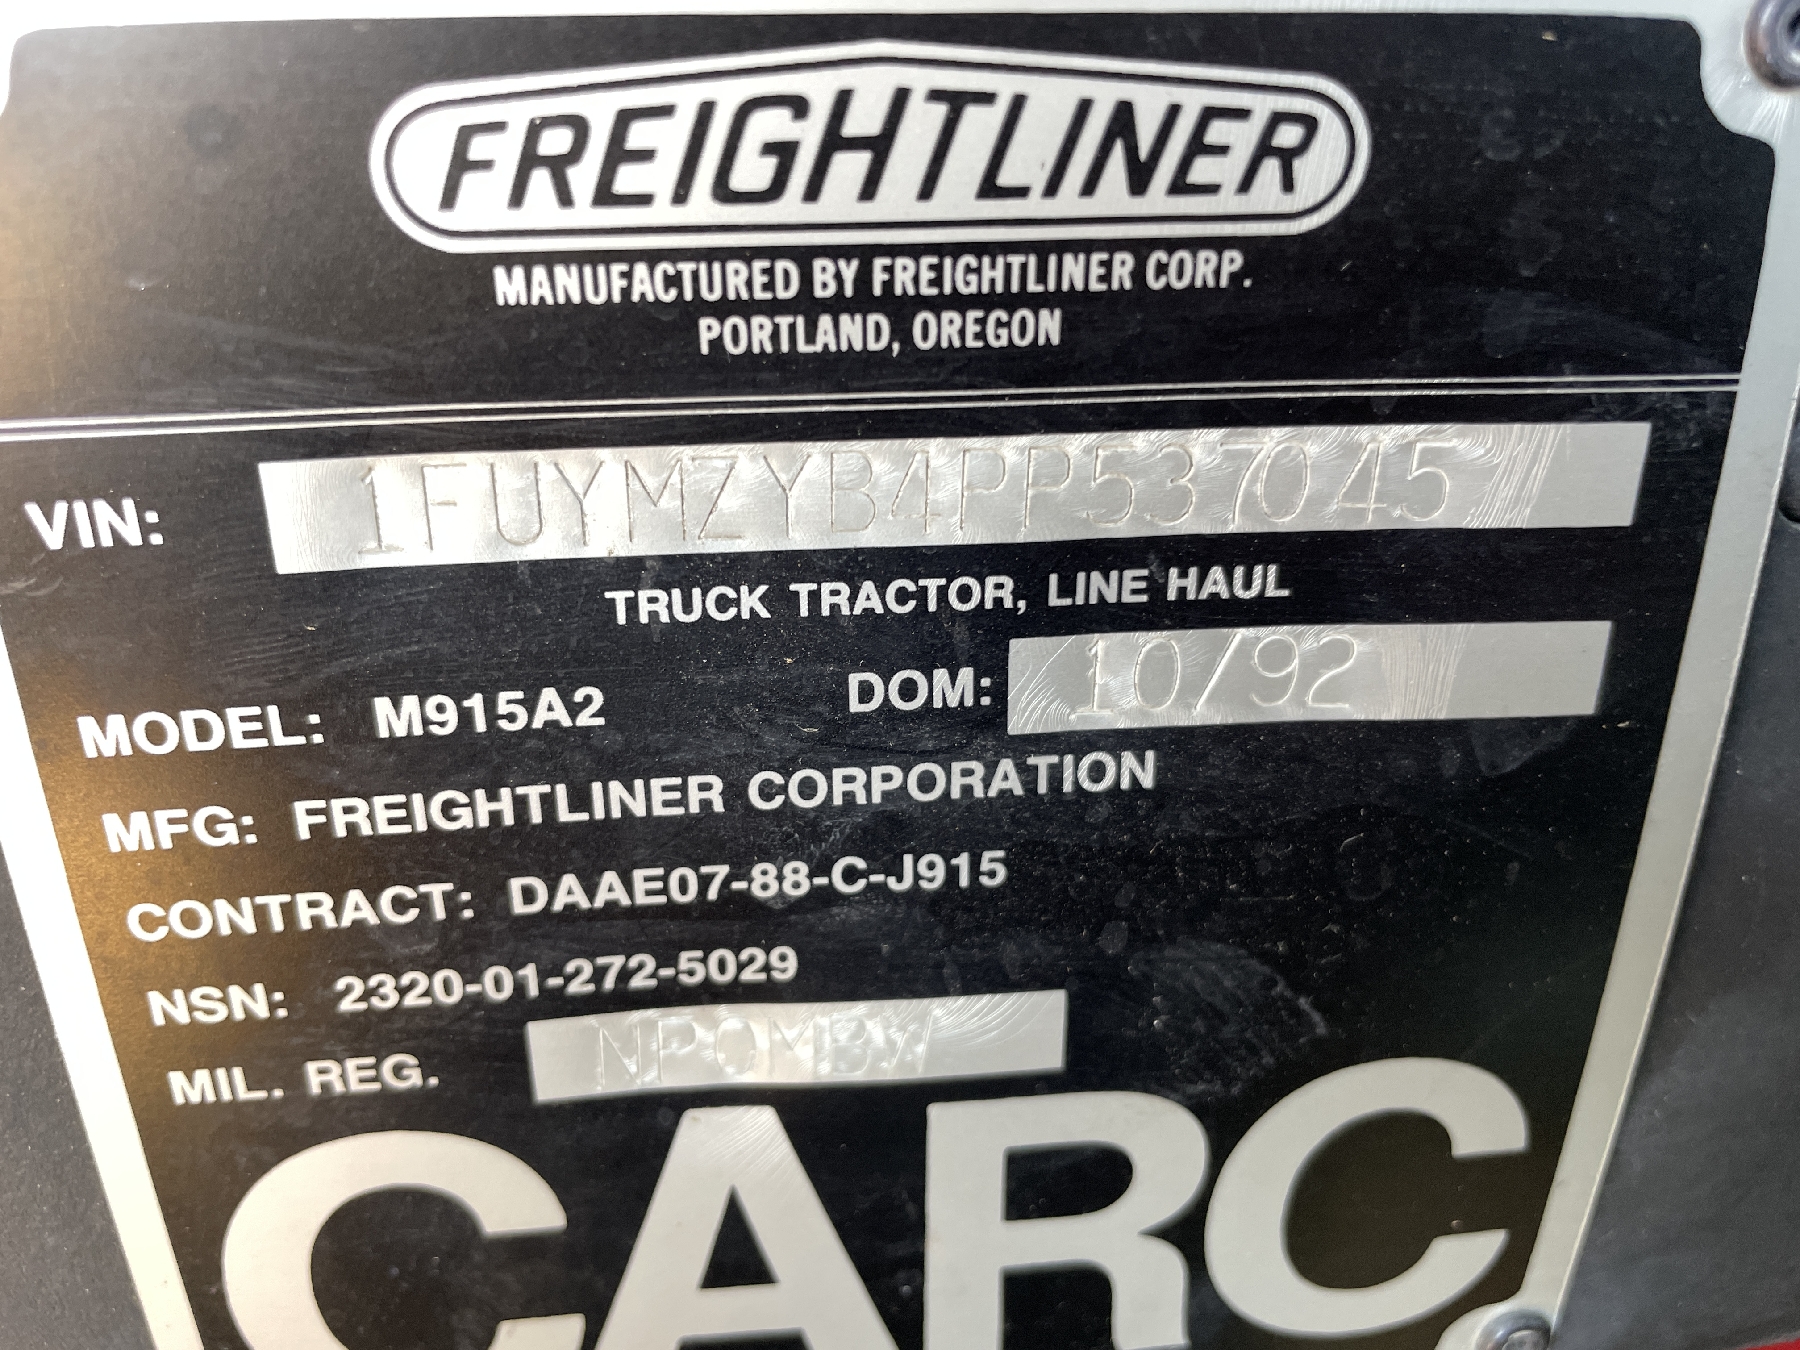 FREIGHTLINER
MANUFACTURED BY FREIGHTLINER CORP.
PORTLAND, OREGON
VIN: 1FUYMZYB4PP537045
TRUCK TRACTOR, LINE HAUL
MODEL: M915A2 DOM: 10/92
MFG: FREIGHTLINER CORPORATION
CONTRACT: DAAE07-88-C-J915
NSN: 2320-01-272-5029
MIL. REG. NP0MBW
CARC